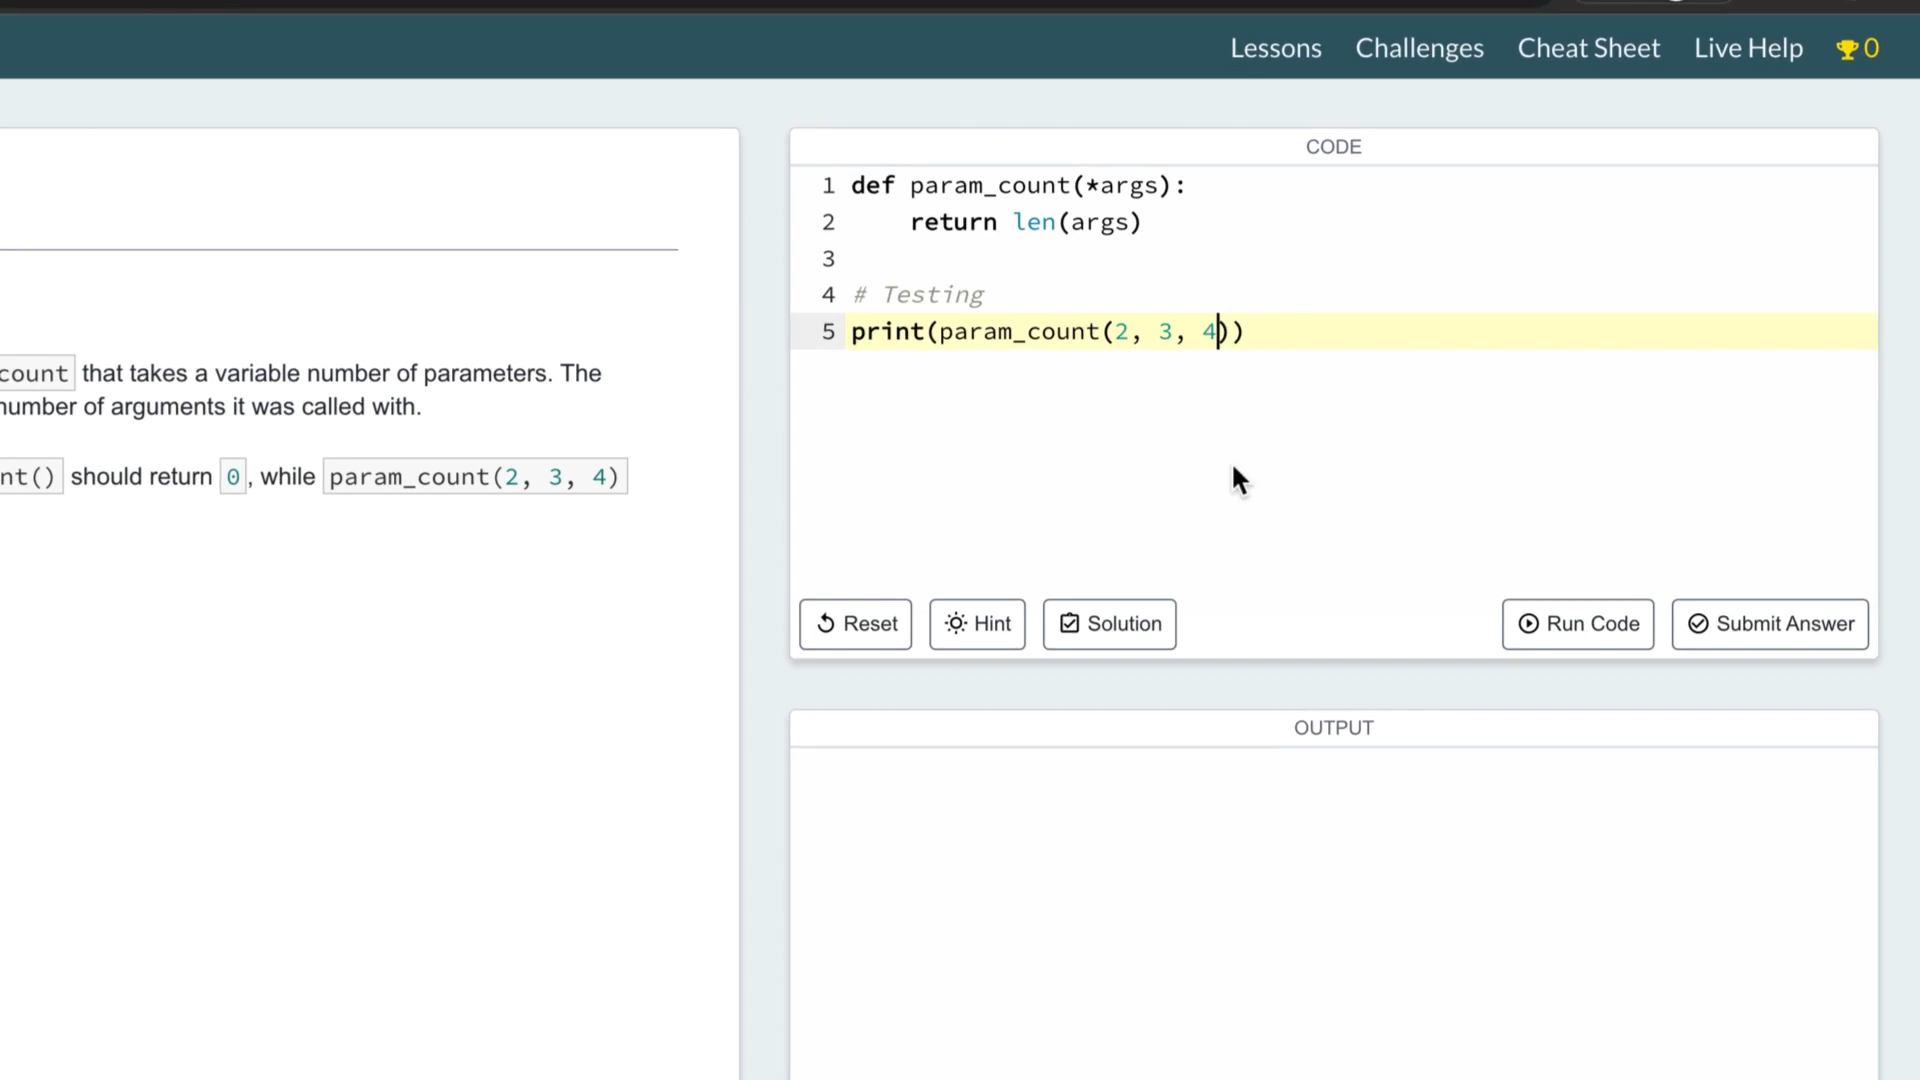 Lessons Challenges Cheat Sheet Live Help 0
count that takes a variable number of parameters. The
number of arguments it was called with.
nt() should return 0, while param_count(2, 3, 4)
CODE
1 def param_count(*args):
2     return len(args)
3
4 # Testing
5 print(param_count(2, 3, 4))
Reset Hint Solution Run Code Submit Answer
OUTPUT